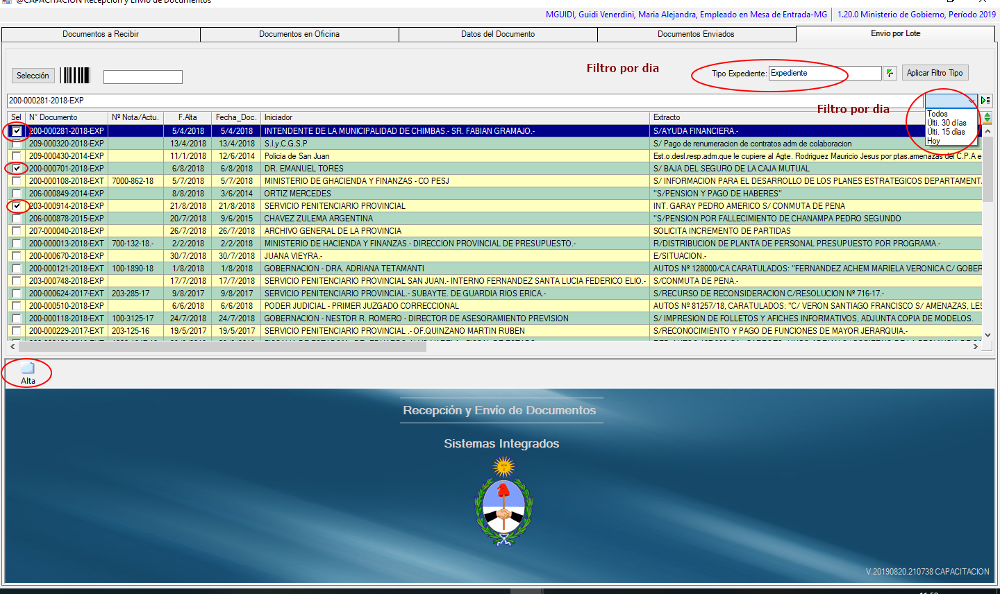 @CAPACITACION Recepción y Envío de Documentos
MGUIDI, Guidi Venerdini, Maria Alejandra, Empleado en Mesa de Entrada-MG 1.20.0 Ministerio de Gobierno, Período 2019
Documentos a Recibir Documentos en Oficina Datos del Documento Documentos Enviados Envio por Lote
Filtro por dia
Selección Tipo Expediente: Expediente Aplicar Filtro Tipo
200-000281-2018-EXP
Filtro por dia
Todos
Últi. 30 días
Últi. 15 días
Hoy
Sel N° Documento Nº Nota/Actu. F.Alta Fecha_Doc. Iniciador Extracto
200-000281-2018-EXP 5/4/2018 5/4/2018 INTENDENTE DE LA MUNICIPALIDAD DE CHIMBAS.- SR. FABIAN GRAMAJO.- S/AYUDA FINANCIERA.-
209-000320-2018-EXP 13/4/2018 13/4/2018 S.I.y.C.G.S.P S/ Pago de renumeracion de contratos adm de colaboracion
209-000430-2014-EXP 11/1/2018 12/6/2014 Policia de San Juan Est.o.desl.resp.adm.que le cupiere al Agte. Rodriguez Mauricio Jesus por ptas.amenazas del C.P.A e
200-000701-2018-EXP 6/8/2018 6/8/2018 DR. EMANUEL TORES S/ BAJA DEL SEGURO DE LA CAJA MUTUAL
200-000108-2018-EXT 7000-862-18 5/7/2018 5/7/2018 MINISTERIO DE GHACIENDA Y FINANZAS - CO PESJ S/ INFORMACION PARA EL DESARROLLO DE LOS PLANES ESTRATEGICOS DEPARTAMENT
206-000849-2014-EXP 8/8/2018 3/6/2014 ORTIZ MERCEDES "S/PENSION Y PAGO DE HABERES"
203-000914-2018-EXP 21/8/2018 21/8/2018 SERVICIO PENITENCIARIO PROVINCIAL INT. GARAY PEDRO AMERICO S/ CONMUTA DE PENA
206-000878-2015-EXP 20/7/2018 9/6/2015 CHAVEZ ZULEMA ARGENTINA "S/PENSION POR FALLECIMIENTO DE CHANAMPA PEDRO SEGUNDO
207-000040-2018-EXP 26/7/2018 26/7/2018 ARCHIVO GENERAL DE LA PROVINCIA SOLICITA INCREMENTO DE PARTIDAS
200-000013-2018-EXT 700-132-18.- 2/2/2018 2/2/2018 MINISTERIO DE HACIENDA Y FINANZAS.- DIRECCION PROVINCIAL DE PRESUPUESTO.- R/DISTRIBUCION DE PLANTA DE PERSONAL PRESUPUESTO POR PROGRAMA.-
200-000670-2018-EXP 30/7/2018 30/7/2018 JUANA VIEYRA.- E/SITUACION.-
200-000121-2018-EXT 100-1890-18 1/8/2018 1/8/2018 GOBERNACION - DRA. ADRIANA TETAMANTI AUTOS Nº 128000/CA CARATULADOS: "FERNANDEZ ACHEM MARIELA VERONICA C/ GOBER
203-000748-2018-EXP 17/7/2018 17/7/2018 SERVICIO PENITENCIARIO PROVINCIAL SAN JUAN.- INTERNO FERNANDEZ SANTA LUCIA FEDERICO ELIO.- S/CONMUTA DE PENA.-
200-000624-2017-EXT 203-285-17 9/8/2017 9/8/2017 SERVICIO PENITENCIARIO PROVINCIAL.- SUBAYTE. DE GUARDIA RIOS ERICA.- S/RECURSO DE RECONSIDERACION C/RESOLUCION Nº 716-17.-
200-000510-2018-EXP 6/6/2018 6/6/2018 PODER JUDICIAL - PRIMER JUZGADO CORRECCIONAL AUTOS Nº 81257/18, CARATULADOS: "C/ VERON SANTIAGO FRANCISCO S/ AMENAZAS, LES
200-000118-2018-EXT 100-3125-17 24/7/2018 24/7/2018 GOBERNACION - NESTOR R. ROMERO - DIRECTOR DE ASESORAMIENTO PREVISION S/ IMPRESION DE FOLLETOS Y AFICHES INFORMATIVOS, ADJUNTA COPIA DE MODELOS.
200-000229-2017-EXT 203-125-16 19/5/2017 19/5/2017 SERVICIO PENITENCIARIO PROVINCIAL .- OF.QUINZANO MARTIN RUBEN S/RECONOCIMIENTO Y PAGO DE FUNCIONES DE MAYOR JERARQUIA.-
Alta
Recepción y Envío de Documentos
Sistemas Integrados
V.20190820.210738 CAPACITACION